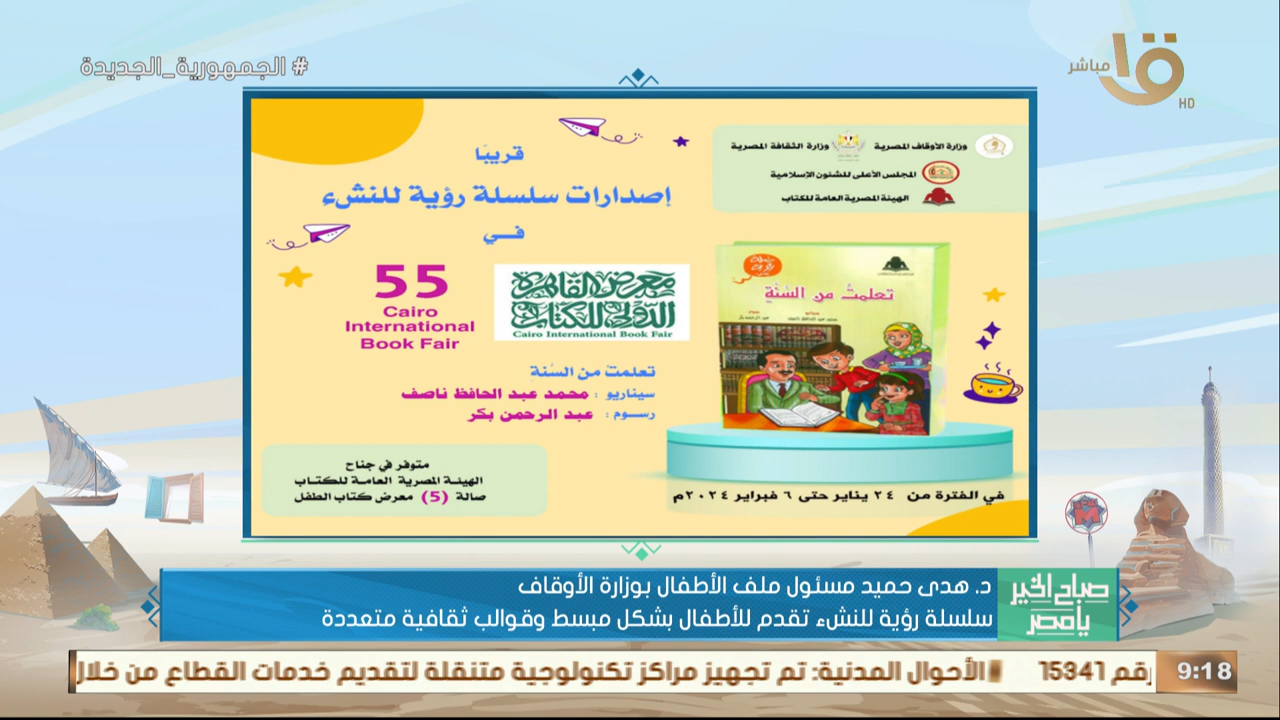 # الجمهورية_الجديدة
مباشر
HD
وزارة الأوقاف المصرية
وزارة الثقافة المصرية
المجلس الأعلى للشئون الإسلامية
الهيئة المصرية العامة للكتاب
قريبًا
إصدارات سلسلة رؤية للنشء
في
55
Cairo
International
Book Fair
معرض القاهرة
الدولي للكتاب
Cairo International Book Fair
رؤية
تعلمتُ من السُّنَّةِ
تعلمتُ من السُّنةِ
سيناريو : محمد عبد الحافظ ناصف
رسوم : عبد الرحمن بكر
متوفر في جناح
الهيئة المصرية العامة للكتاب
صالة (5) معرض كتاب الطفل
في الفترة من ٢٤ يناير حتى ٦ فبراير ٢٠٢٤م
صباح الخير
يا مصر
د. هدى حميد مسئول ملف الأطفال بوزارة الأوقاف
سلسلة رؤية للنشء تقدم للأطفال بشكل مبسط وقوالب ثقافية متعددة
9:18
رقم 15341
الأحوال المدنية: تم تجهيز مراكز تكنولوجية متنقلة لتقديم خدمات القطاع من خلال